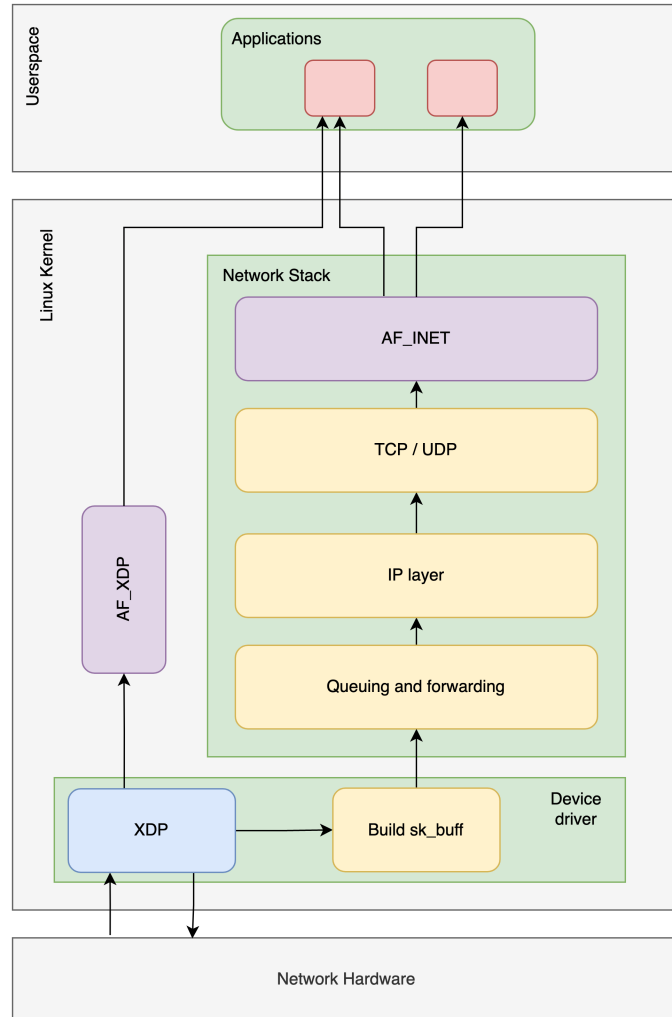 Userspace
Applications
Linux Kernel
Network Stack
AF_INET
TCP / UDP
AF_XDP
IP layer
Queuing and forwarding
XDP
Build sk_buff
Device
driver
Network Hardware